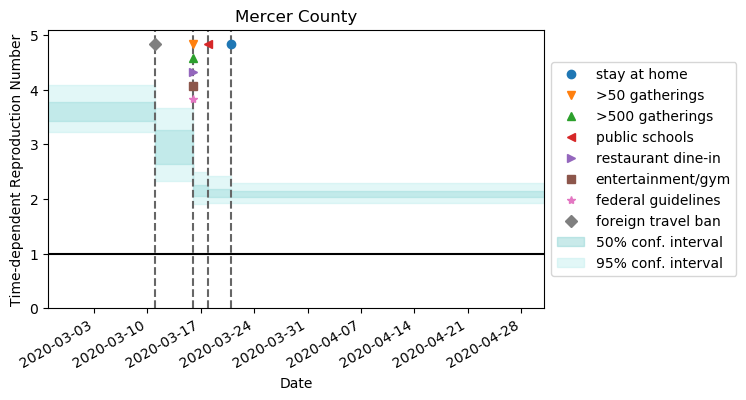 Mercer County
Time-dependent Reproduction Number
5
4
3
2
1
0
2020-03-03
2020-03-10
2020-03-17
2020-03-24
2020-03-31
2020-04-07
2020-04-14
2020-04-21
2020-04-28
Date
stay at home
>50 gatherings
>500 gatherings
public schools
restaurant dine-in
entertainment/gym
federal guidelines
foreign travel ban
50% conf. interval
95% conf. interval